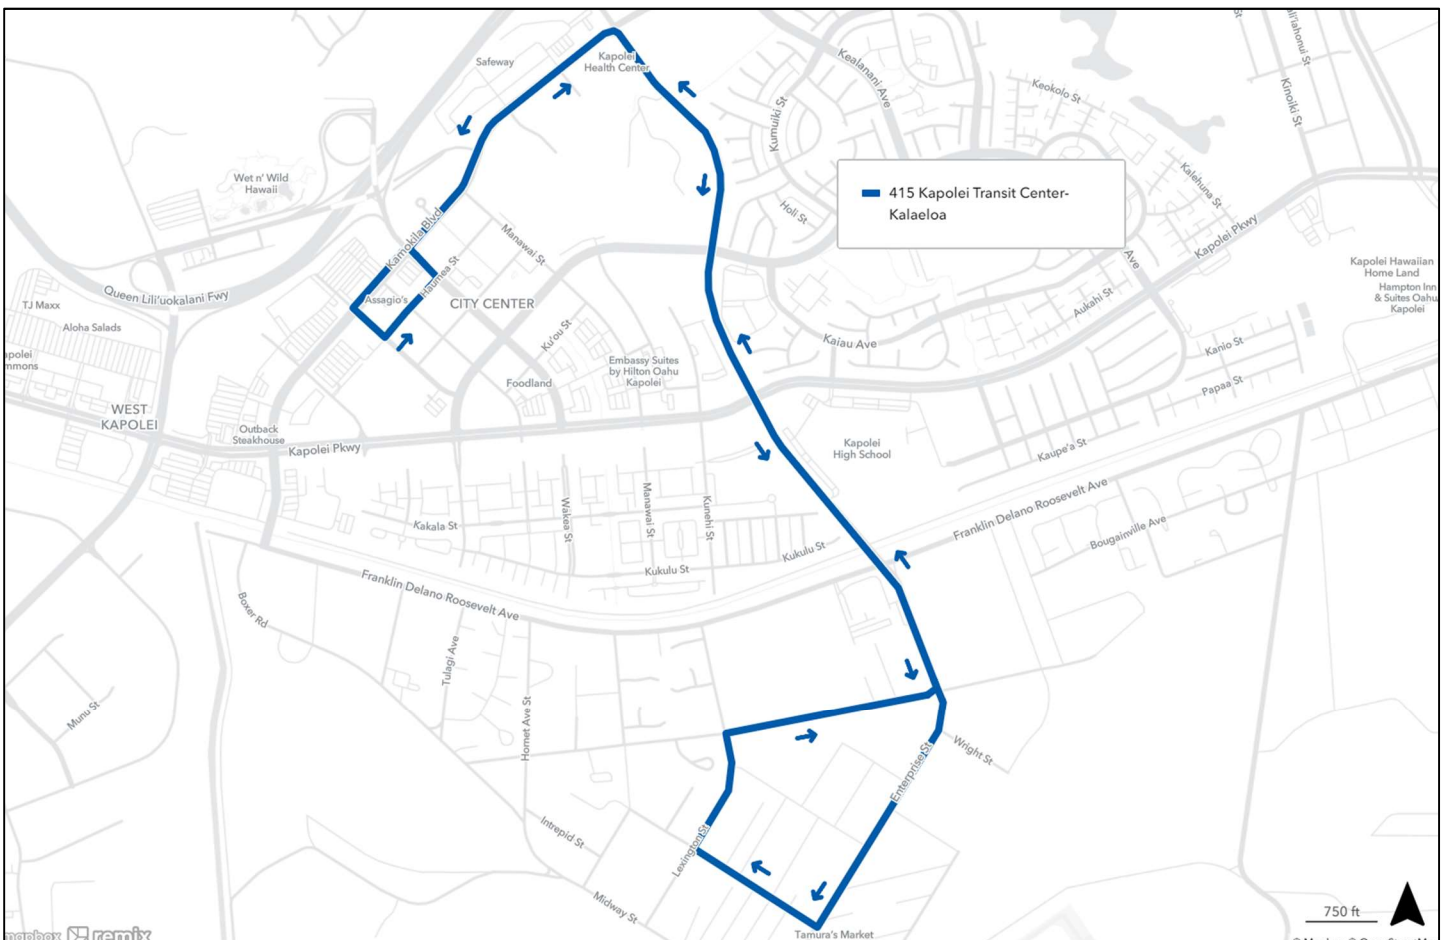 Safeway
Kapolei
Health Center
Kealanani Ave
Keokolo St
Kinoiki St
Kumuiki St
Wet n' Wild
Hawaii
415 Kapolei Transit Center-
Kalaeloa
Kalehuna St
Holi St
Kamokila Blvd
Manawai St
Kapolei Pkwy
Ave
Kapolei Hawaiian
Home Land
Haumea St
Queen Lili'uokalani Fwy
Assagio's
CITY CENTER
Hampton Inn
& Suites Oahu
Kapolei
TJ Maxx
Aukahi St
Aloha Salads
Ku'ou St
Kaiau Ave
Kanio St
apolei
mmons
Embassy Suites
by Hilton Oahu
Kapolei
Foodland
Papaa St
WEST
KAPOLEI
Outback
Steakhouse
Kapolei Pkwy
Kapolei
High School
Kaupe'a St
Franklin Delano Roosevelt Ave
Wakea St
Manawai St
Kunehi St
Kakala St
Bougainville Ave
Kukulu St
Kukulu St
Franklin Delano Roosevelt Ave
Boxer Rd
Tulagi Ave
Munu St
Hornet Ave St
Wright St
Enterprise St
Intrepid St
Lexington St
Midway St
750 ft
Tamura's Market
mapbox
remix